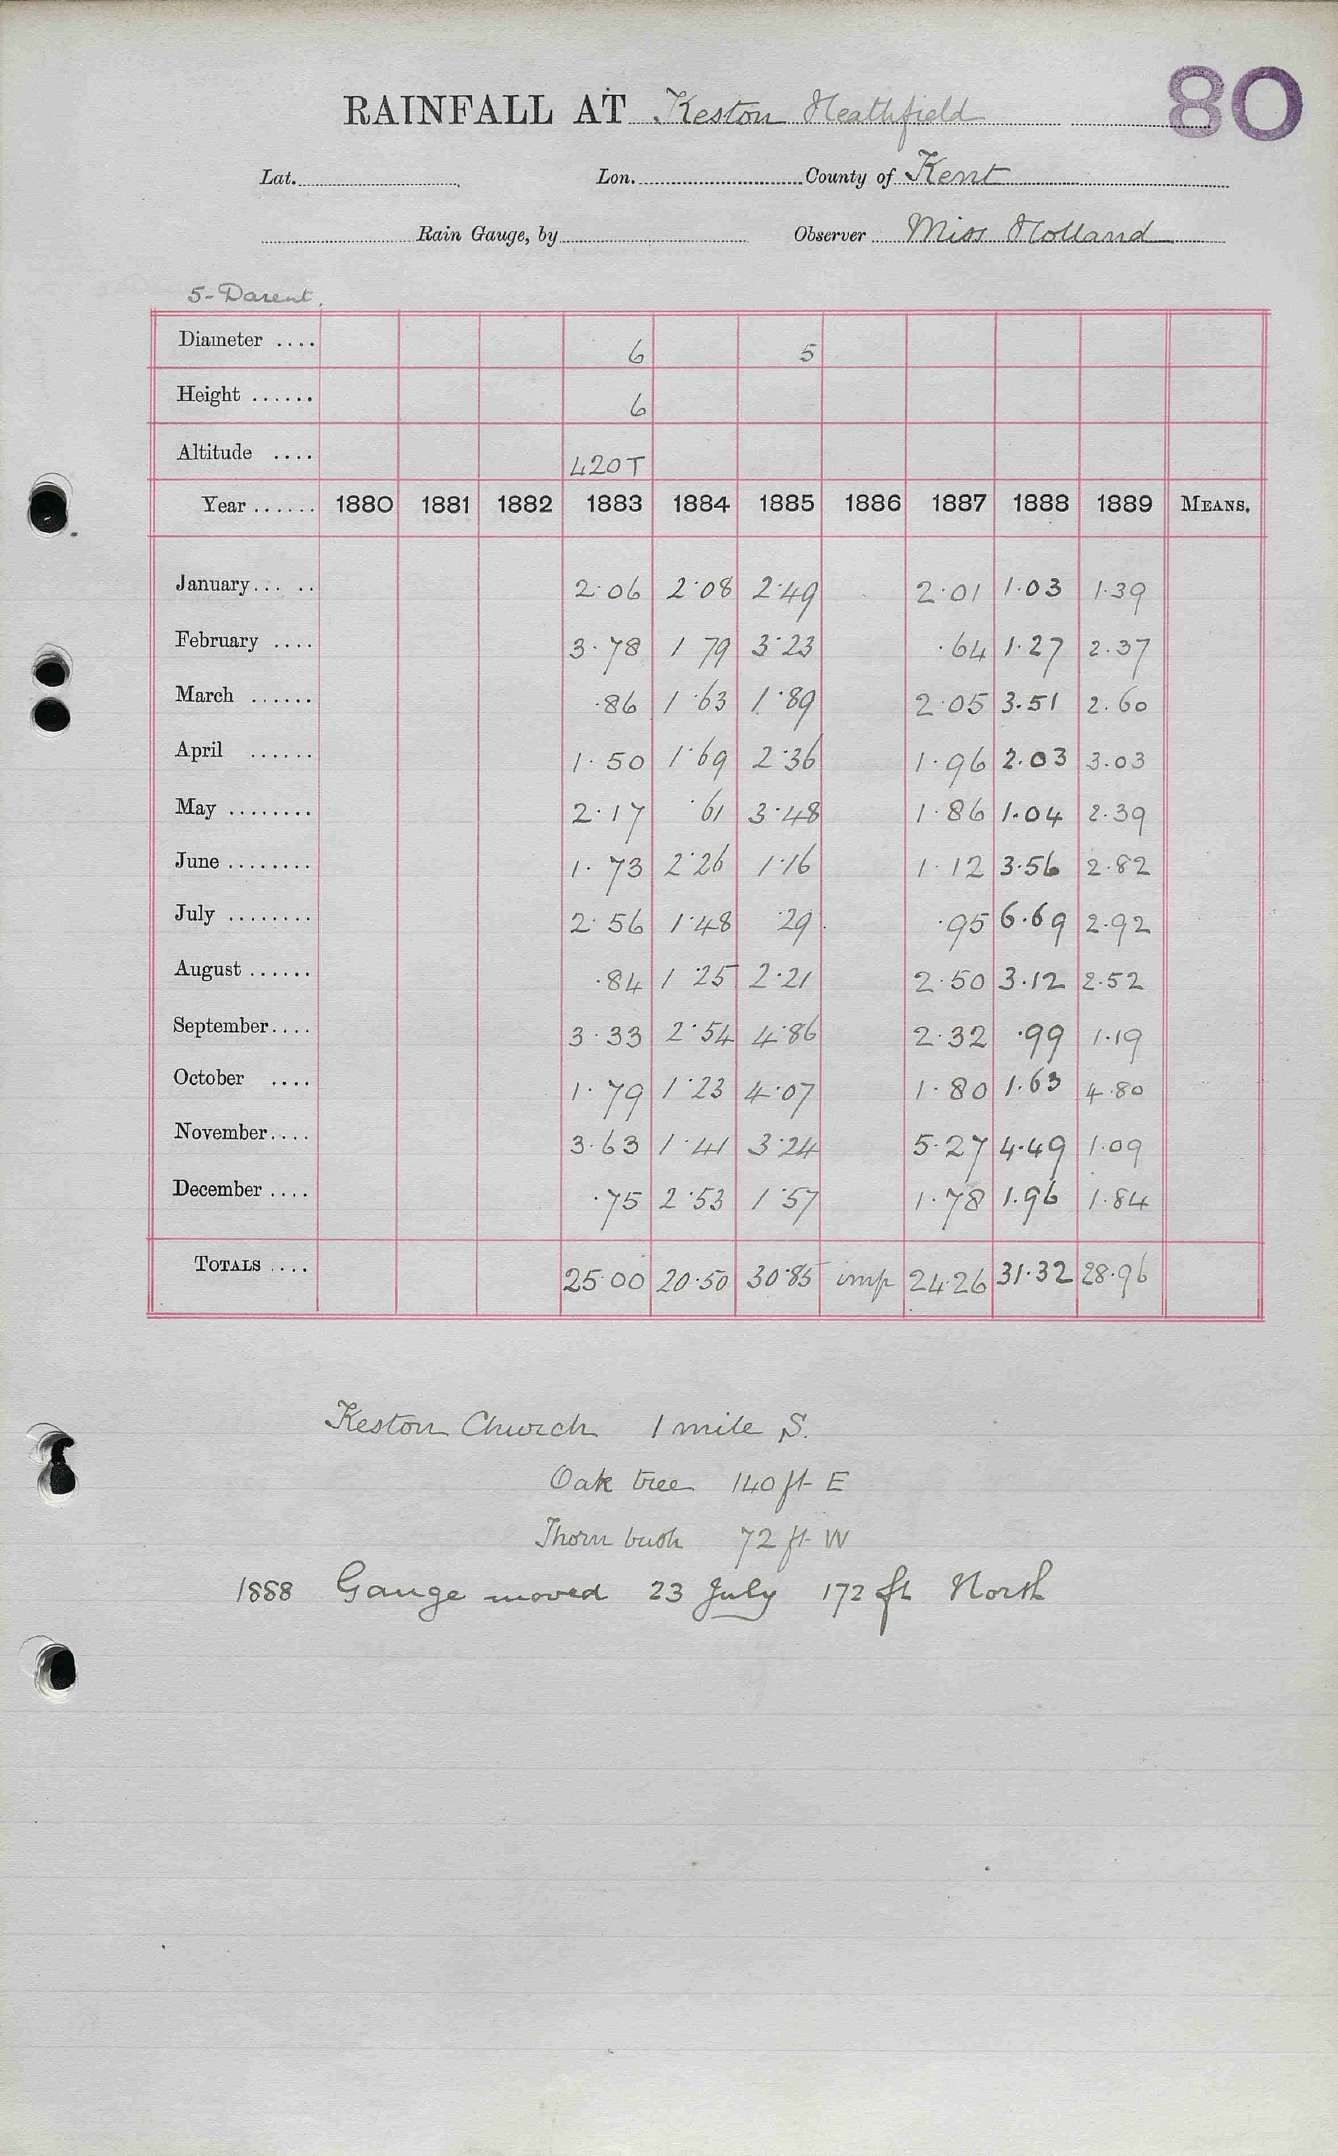 80
RAINFALL AT Keston Heathfield
Lat. Lon. County of Kent
Rain Gauge, by Observer Miss Holland
5-Darent.
Diameter .... 6 5
Height ...... 6
Altitude .... 420T
Year ...... 1880 1881 1882 1883 1884 1885 1886 1887 1888 1889 MEANS.
January... .. 2.06 2.08 2.49 2.01 1.03 1.39
February .... 3.78 1 79 3.23 .64 1.27 2.37
March ...... .86 1.63 1.89 2.05 3.51 2.60
April ...... 1.50 1.69 2.36 1.96 2.03 3.03
May ........ 2.17 .61 3.48 1.86 1.04 2.39
June ........ 1.73 2.26 1.16 1.12 3.56 2.82
July ........ 2.56 1.48 .29 .95 6.69 2.92
August ...... .84 1 25 2.21 2.50 3.12 2.52
September.... 3.33 2.54 4.86 2.32 .99 1.19
October .... 1.79 1.23 4.07 1.80 1.63 4.80
November.... 3.63 1.41 3.24 5.27 4.49 1.09
December .... .75 2.53 1.57 1.78 1.96 1.84
TOTALS .... 25.00 20.50 30.85 imp 24.26 31.32 28.96
Keston Church 1 mile S.
Oak tree 140 ft E
Thorn bush 72 ft W
1888 Gauge moved 23 July 172 ft North